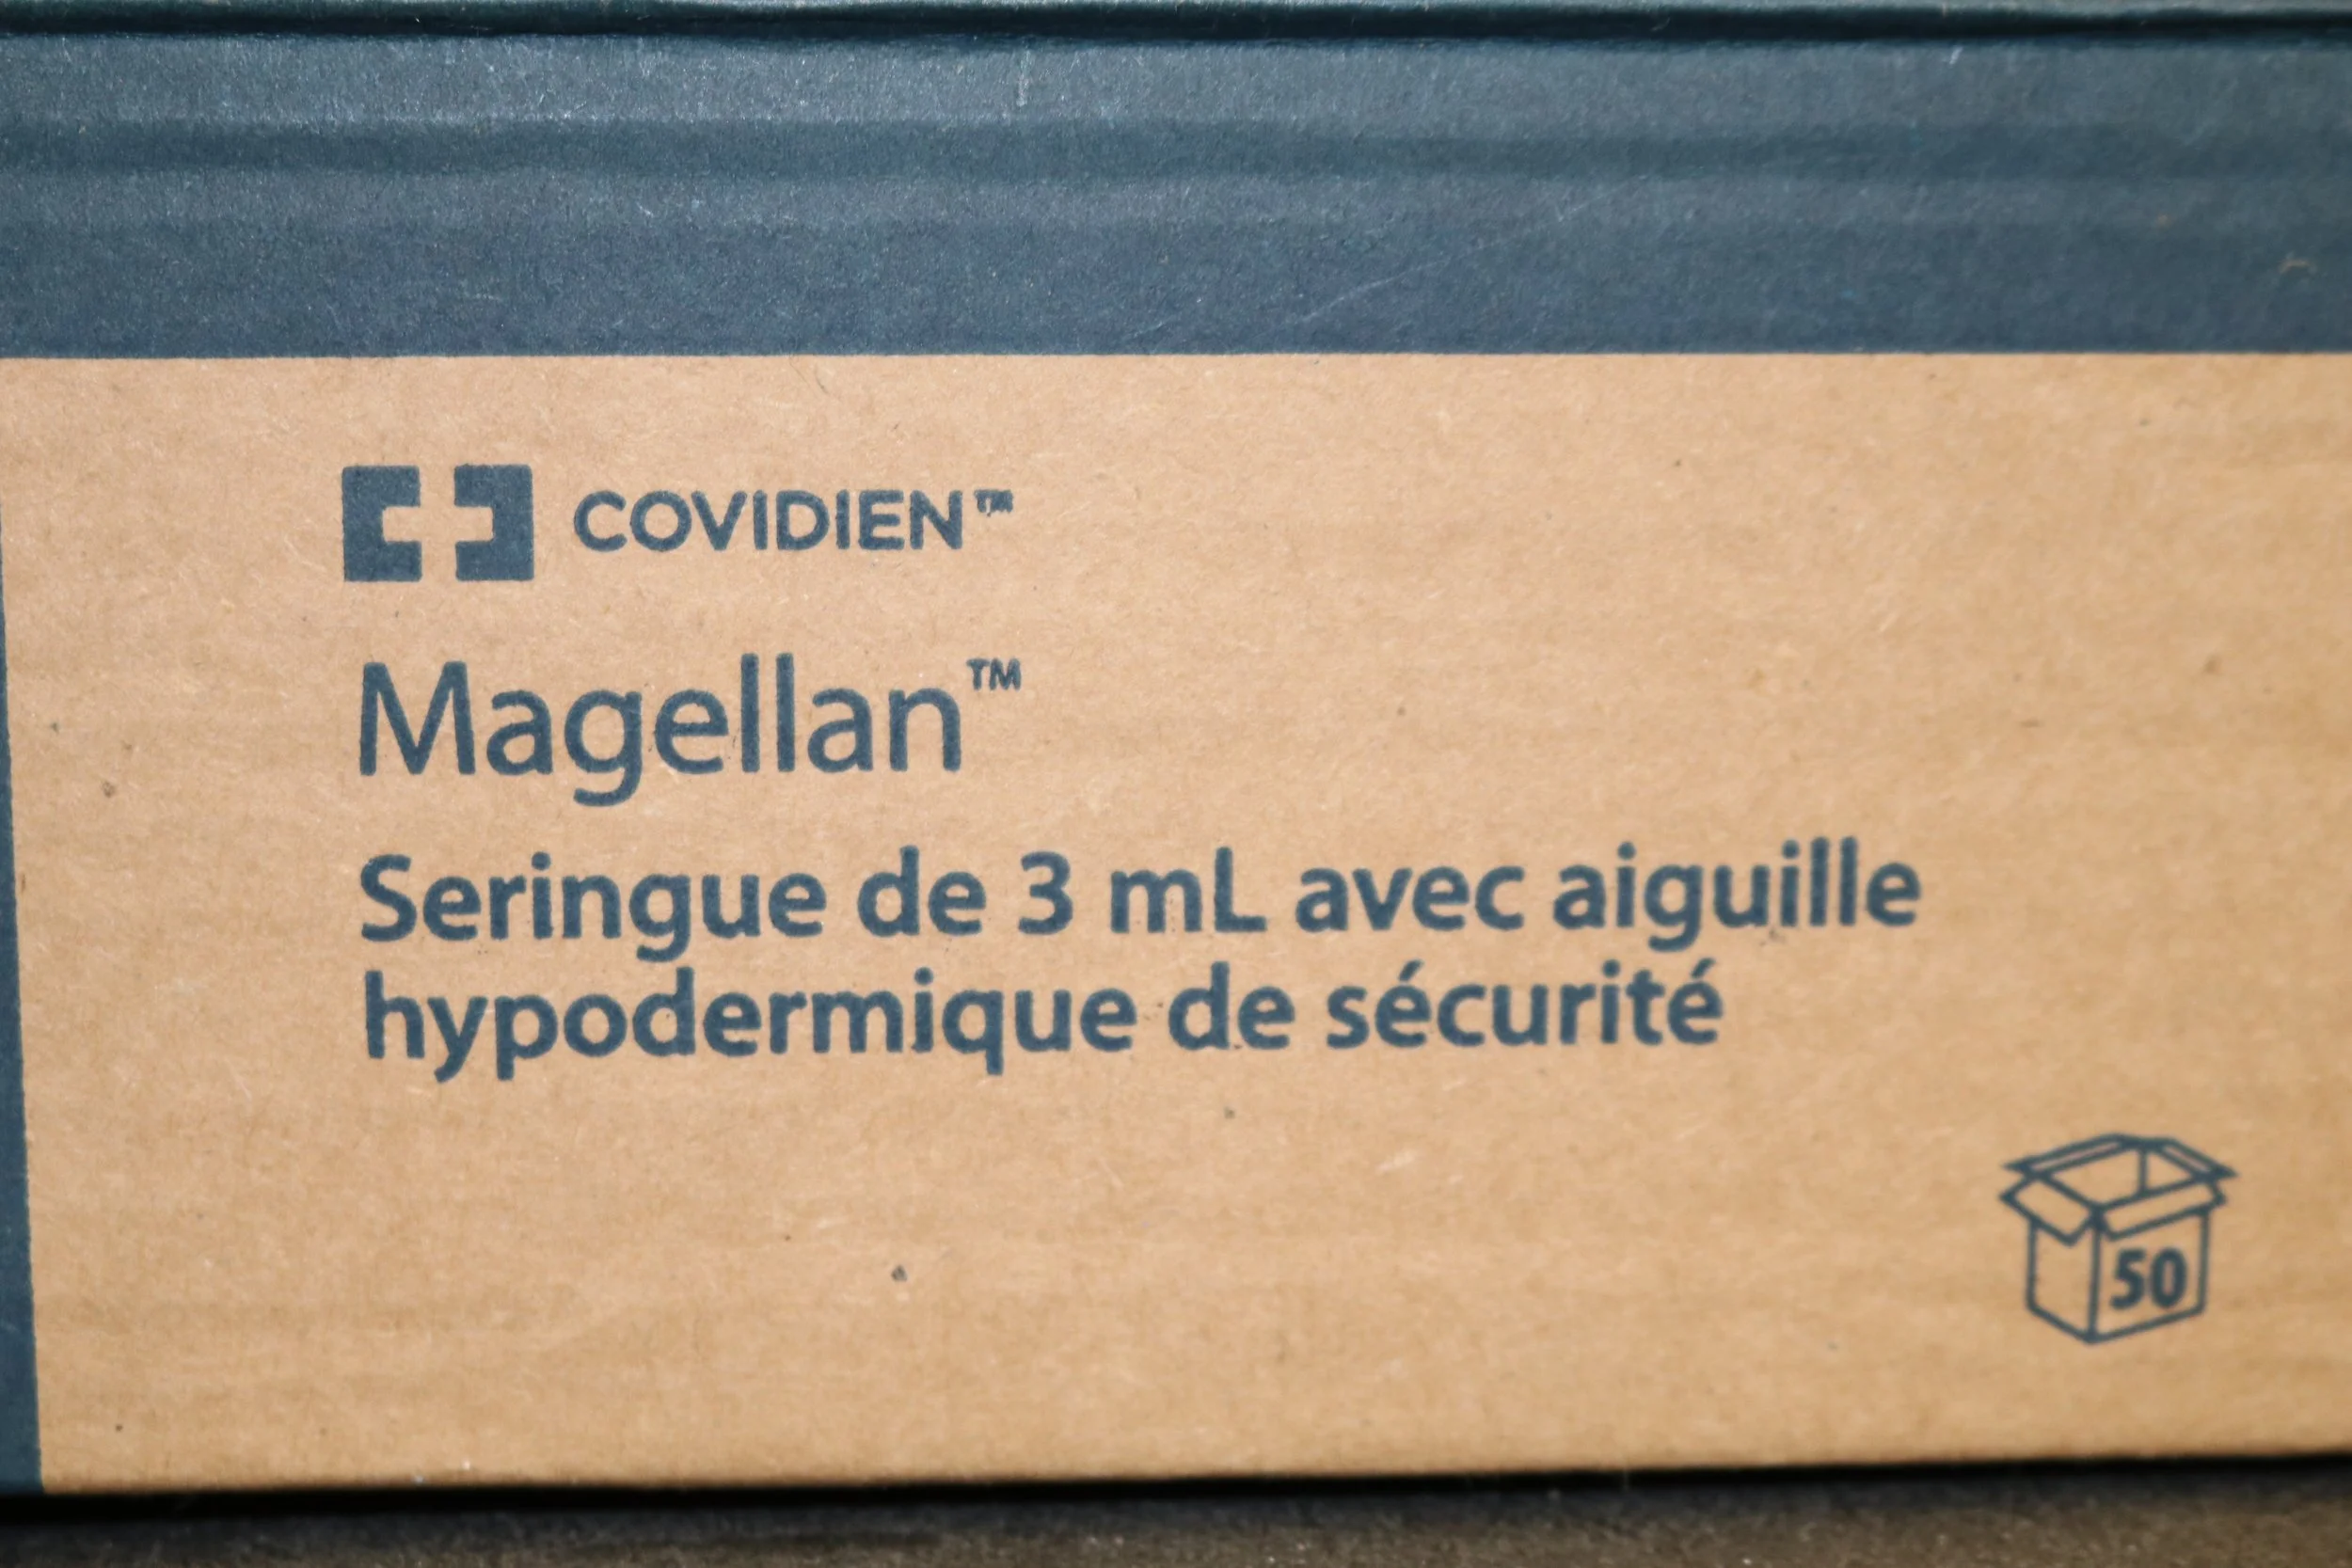 COVIDIEN™
Magellan™
Seringue de 3 mL avec aiguille
hypodermique de sécurité
50